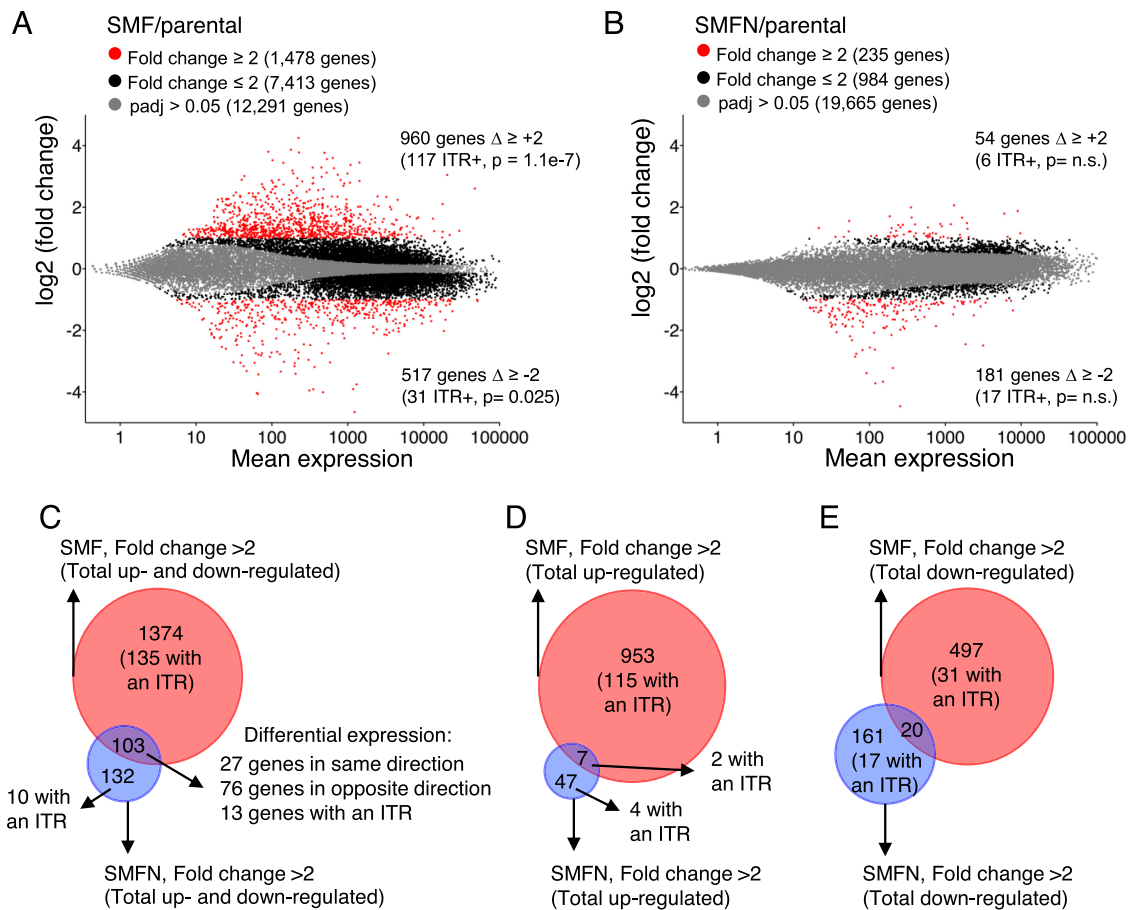 A
SMF/parental
Fold change ≥ 2 (1,478 genes)
Fold change ≤ 2 (7,413 genes)
padj > 0.05 (12,291 genes)
960 genes Δ ≥ +2
(117 ITR+, p = 1.1e-7)
517 genes Δ ≥ -2
(31 ITR+, p= 0.025)
log2 (fold change)
4
2
0
-2
-4
1 10 100 1000 10000 100000
Mean expression
B
SMFN/parental
Fold change ≥ 2 (235 genes)
Fold change ≤ 2 (984 genes)
padj > 0.05 (19,665 genes)
54 genes Δ ≥ +2
(6 ITR+, p= n.s.)
181 genes Δ ≥ -2
(17 ITR+, p= n.s.)
log2 (fold change)
4
2
0
-2
-4
1 10 100 1000 10000 100000
Mean expression
C
SMF, Fold change >2
(Total up- and down-regulated)
1374
(135 with
an ITR)
103
132
10 with
an ITR
Differential expression:
27 genes in same direction
76 genes in opposite direction
13 genes with an ITR
SMFN, Fold change >2
(Total up- and down-regulated)
D
SMF, Fold change >2
(Total up-regulated)
953
(115 with
an ITR)
7
47
2 with
an ITR
4 with
an ITR
SMFN, Fold change >2
(Total up-regulated)
E
SMF, Fold change >2
(Total down-regulated)
497
(31 with
an ITR)
20
161
(17 with
an ITR)
SMFN, Fold change >2
(Total down-regulated)